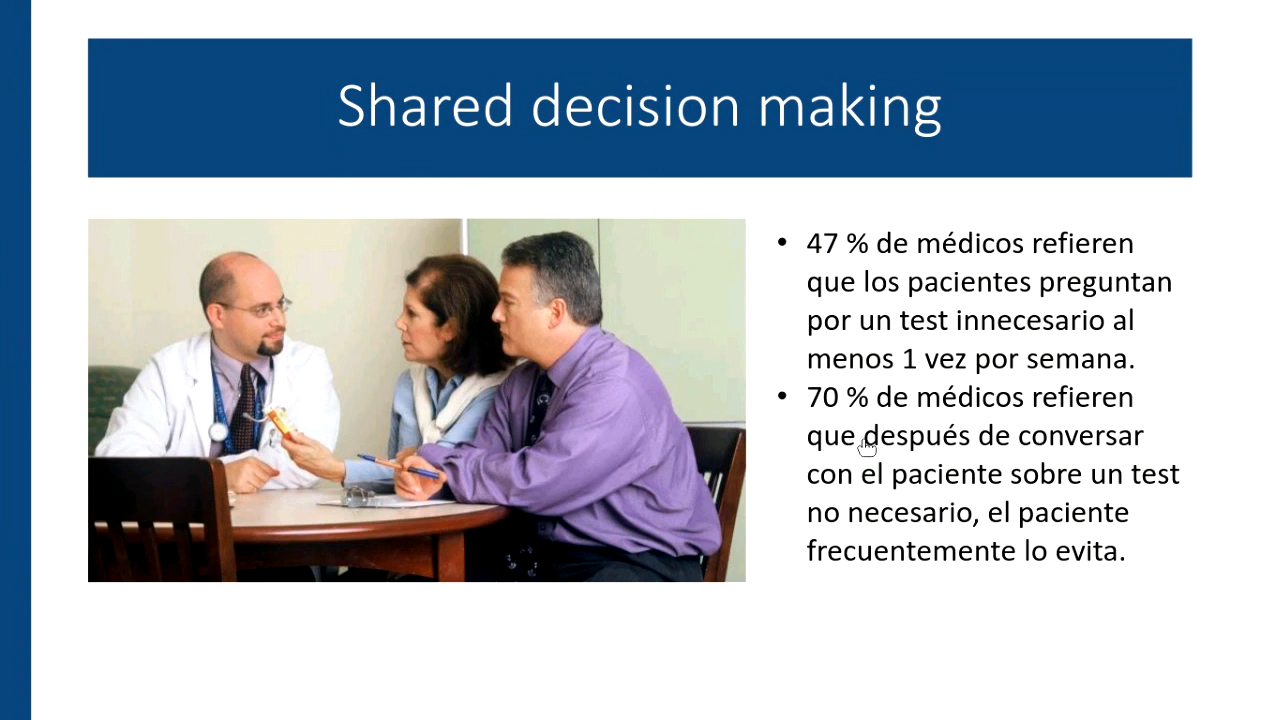 Shared decision making
• 47 % de médicos refieren
que los pacientes preguntan
por un test innecesario al
menos 1 vez por semana.
• 70 % de médicos refieren
que después de conversar
con el paciente sobre un test
no necesario, el paciente
frecuentemente lo evita.